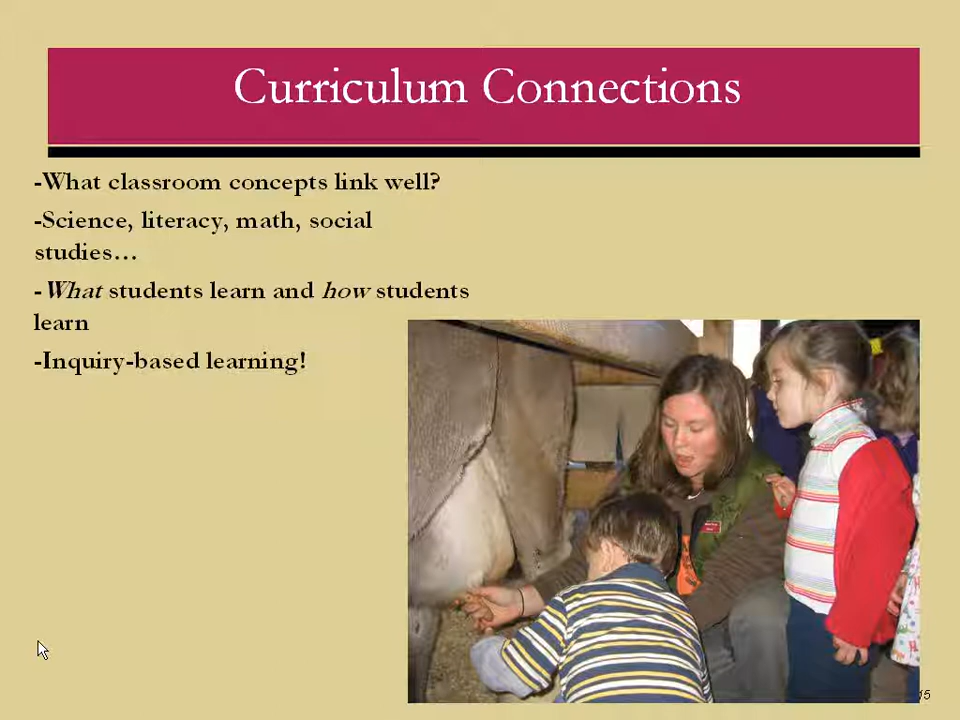 Curriculum Connections
-What classroom concepts link well?
-Science, literacy, math, social
studies…
-What students learn and how students
learn
-Inquiry-based learning!